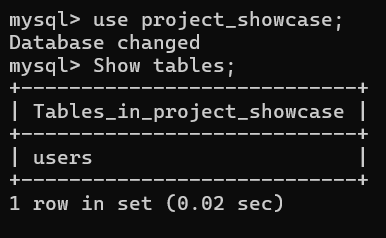 mysql> use project_showcase;
Database changed
mysql> Show tables;
+----------------------------+
| Tables_in_project_showcase |
+----------------------------+
| users                      |
+----------------------------+
1 row in set (0.02 sec)